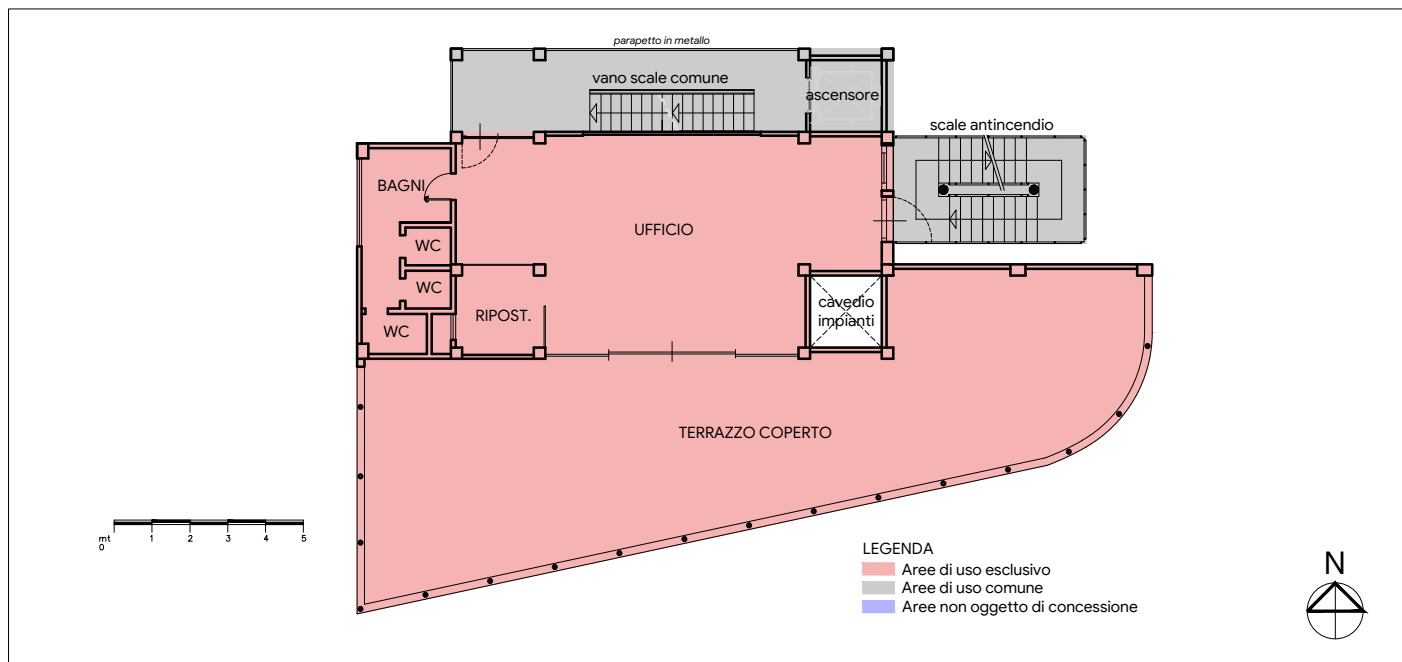 parapetto in metallo
vano scale comune
ascensore
scale antincendio
BAGNI
UFFICIO
WC
WC
WC
RIPOST.
cavedio
impianti
TERRAZZO COPERTO
mt
0 1 2 3 4 5
LEGENDA
Aree di uso esclusivo
Aree di uso comune
Aree non oggetto di concessione
N